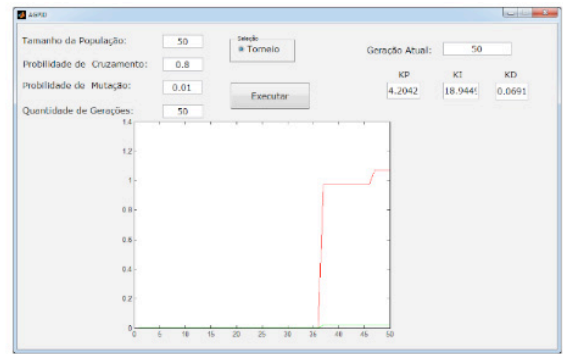 AGPID
Tamanho da População: 50
Probilidade de Cruzamento: 0.8
Probilidade de Mutação: 0.01
Quantidade de Gerações: 50
Seleção
Torneio
Executar
Geração Atual: 50
KP KI KD
4.2042 18.9449 0.0691
1.4
1.2
1
0.8
0.6
0.4
0.2
0
0 5 10 15 20 25 30 35 40 45 50